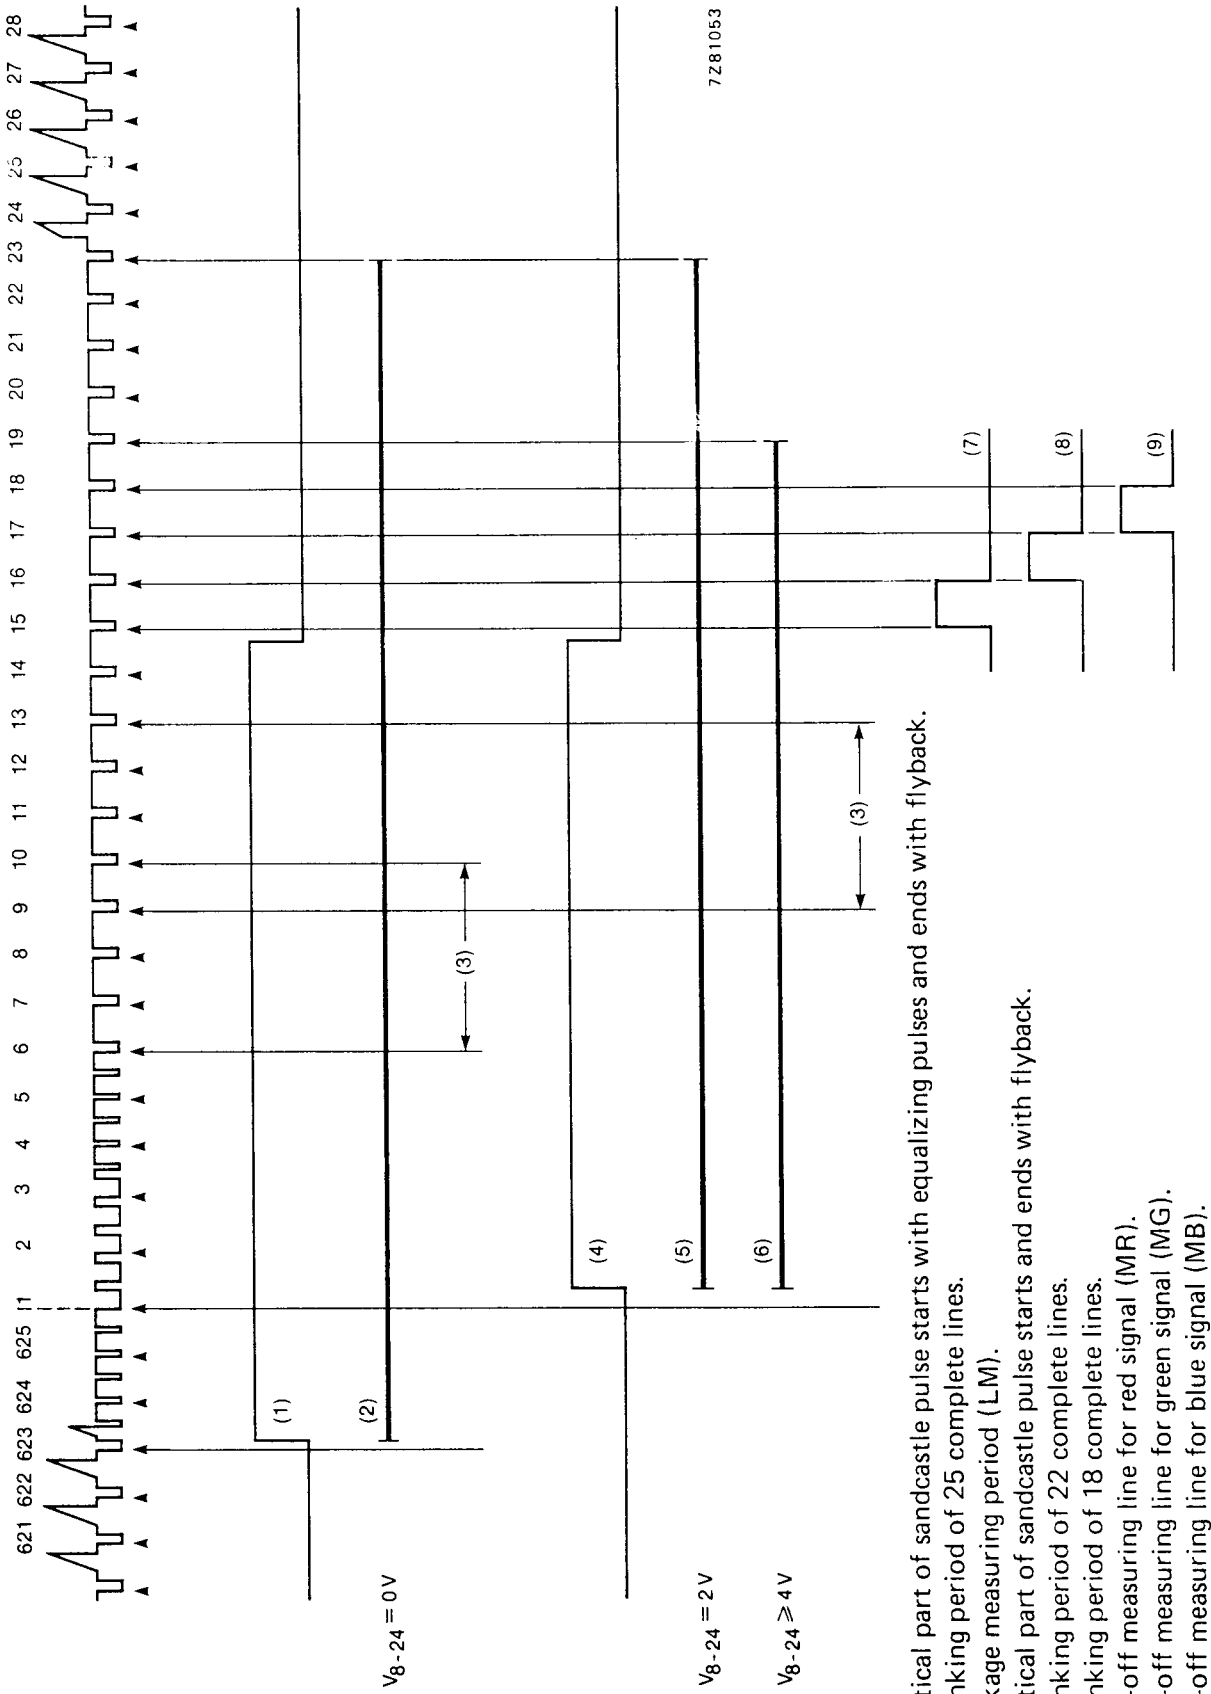 621 622 623 624 625 1 2 3 4 5 6 7 8 9 10 11 12 13 14 15 16 17 18 19 20 21 22 23 24 25 26 27 28
(1)
V8-24 = 0 V
(2)
(3)
(4)
V8-24 = 2 V
(5)
V8-24 ⩾ 4 V
(6)
(3)
7Z81053
(7)
(8)
(9)
tical part of sandcastle pulse starts with equalizing pulses and ends with flyback.
nking period of 25 complete lines.
kage measuring period (LM).
tical part of sandcastle pulse starts and ends with flyback.
nking period of 22 complete lines.
nking period of 18 complete lines.
-off measuring line for red signal (MR).
-off measuring line for green signal (MG).
-off measuring line for blue signal (MB).